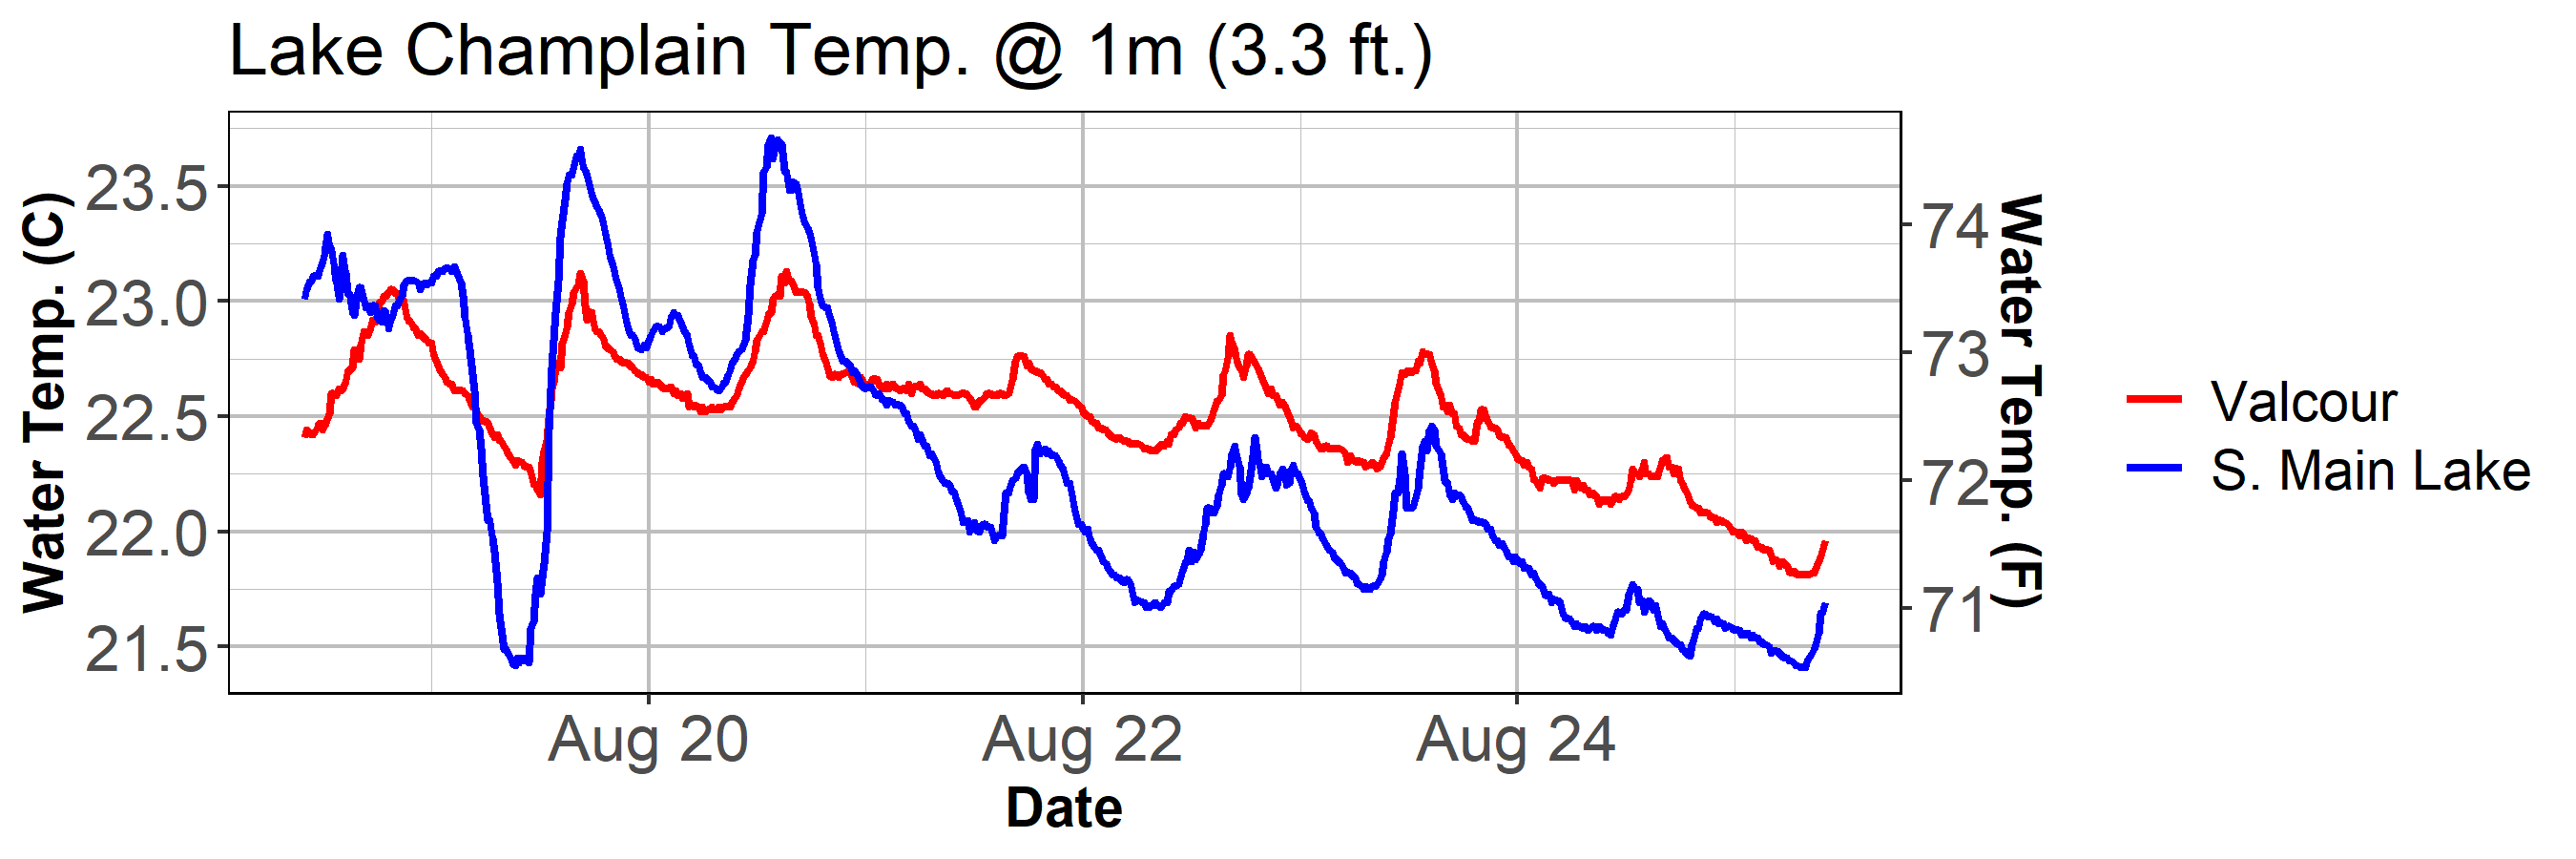 Lake Champlain Temp. @ 1m (3.3 ft.)
Water Temp. (C)
23.5
23.0
22.5
22.0
21.5
74
73
72
71
Water Temp. (F)
Aug 20
Aug 22
Aug 24
Date
Valcour
S. Main Lake